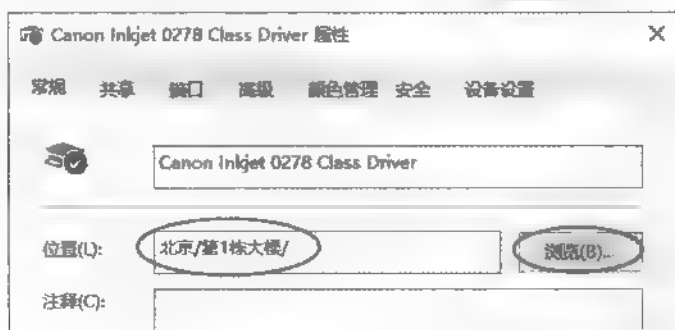 Canon Inkjet 0278 Class Driver 属性
常规 共享 端口 高级 颜色管理 安全 设备设置
Canon Inkjet 0278 Class Driver
位置(L): 北京/第1栋大楼/ 浏览(B)...
注释(C):